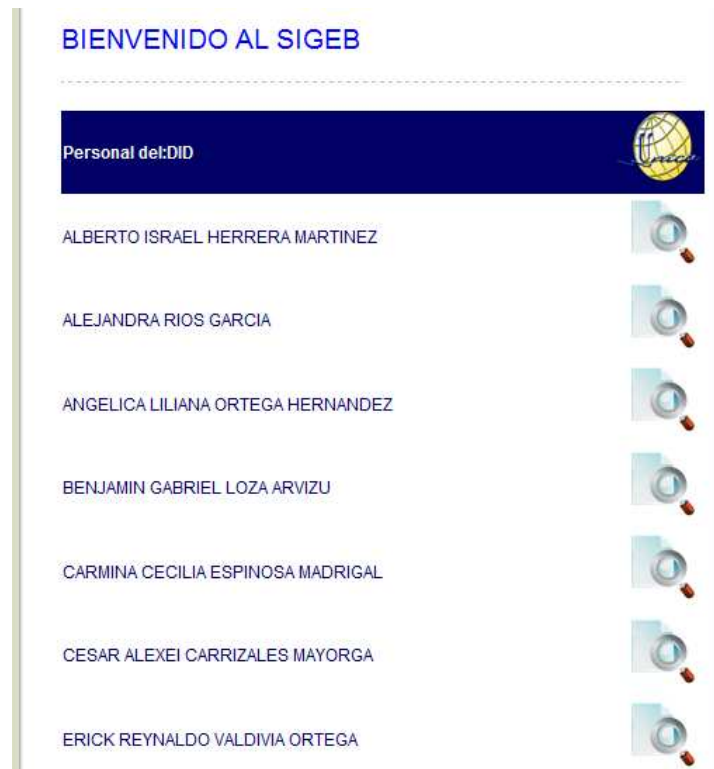 BIENVENIDO AL SIGEB
Personal del:DID
Unica
ALBERTO ISRAEL HERRERA MARTINEZ
ALEJANDRA RIOS GARCIA
ANGELICA LILIANA ORTEGA HERNANDEZ
BENJAMIN GABRIEL LOZA ARVIZU
CARMINA CECILIA ESPINOSA MADRIGAL
CESAR ALEXEI CARRIZALES MAYORGA
ERICK REYNALDO VALDIVIA ORTEGA